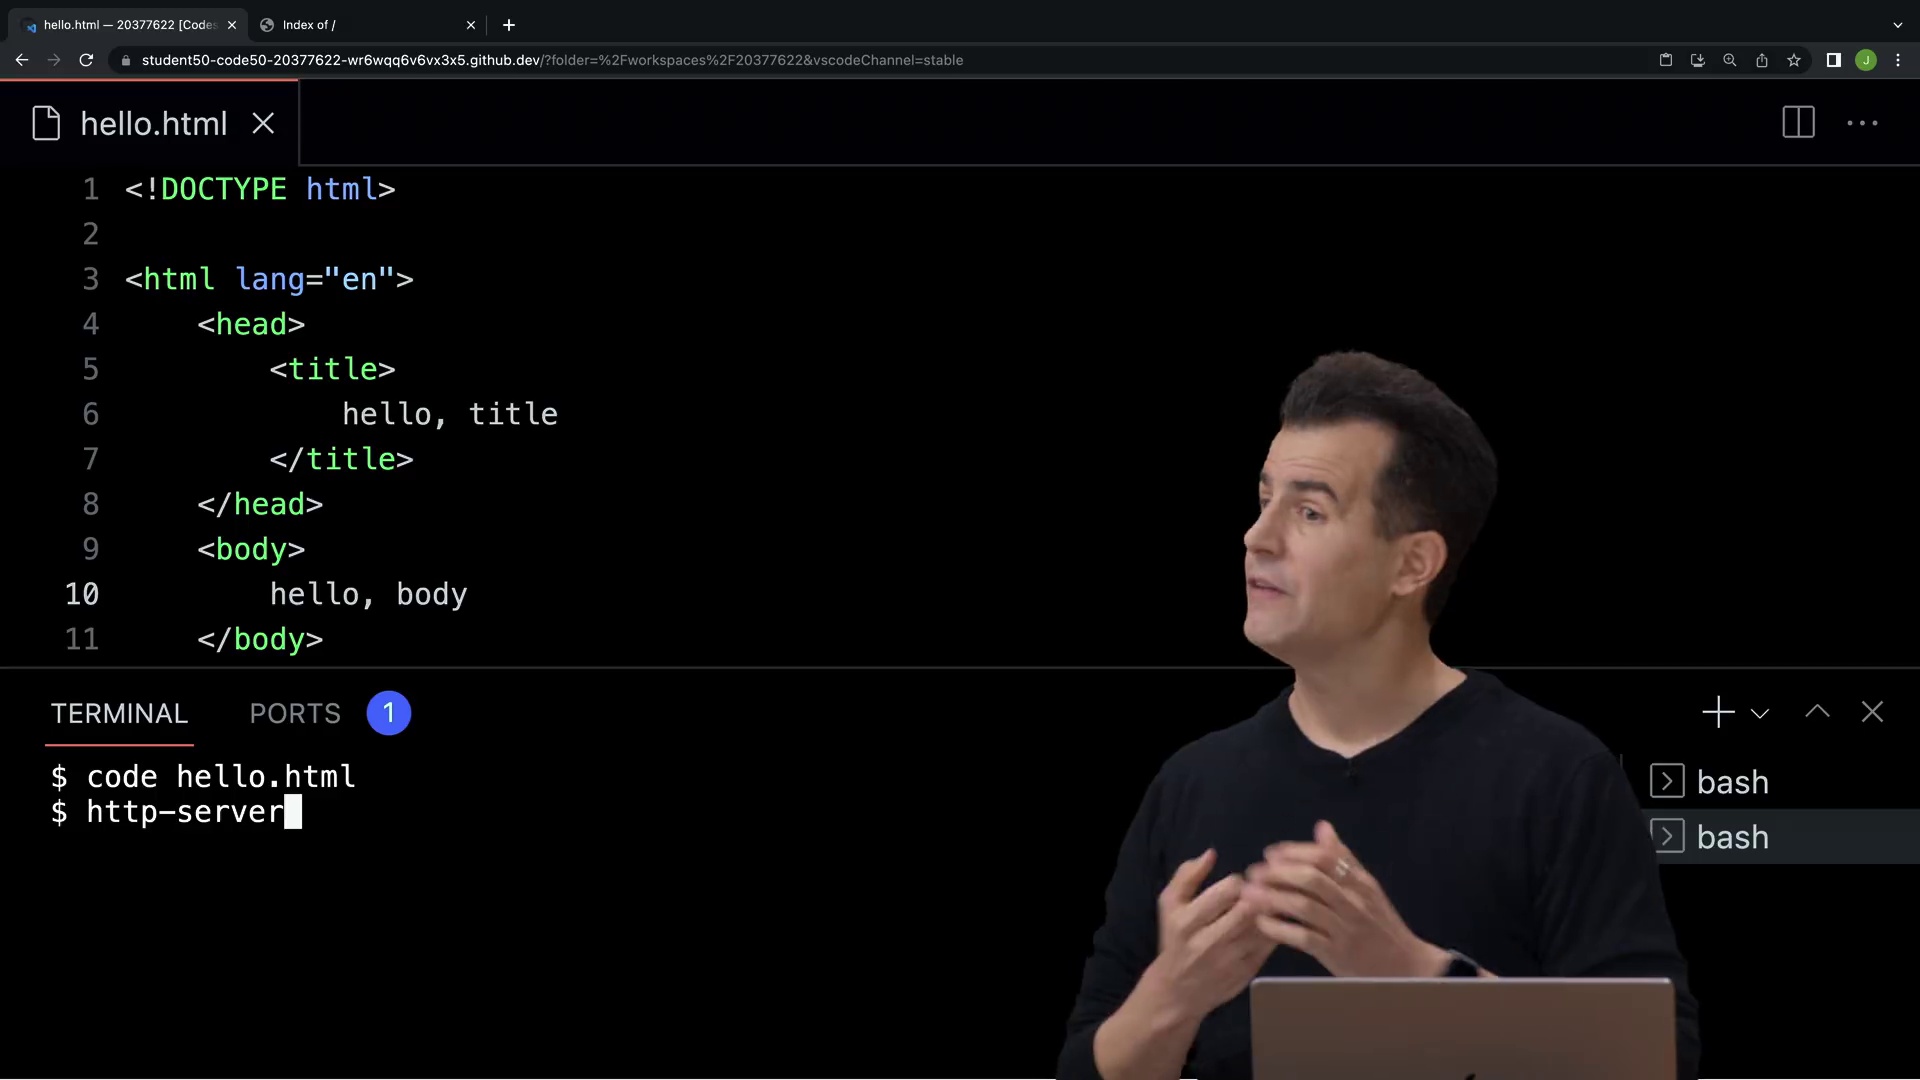 hello.html — 20377622 [Codes
Index of /
student50-code50-20377622-wr6wqq6v6vx3x5.github.dev/?folder=%2Fworkspaces%2F20377622&vscodeChannel=stable
J
hello.html
1 <!DOCTYPE html>
2
3 <html lang="en">
4 <head>
5 <title>
6 hello, title
7 </title>
8 </head>
9 <body>
10 hello, body
11 </body>
TERMINAL PORTS 1
$ code hello.html
$ http-server
bash
bash